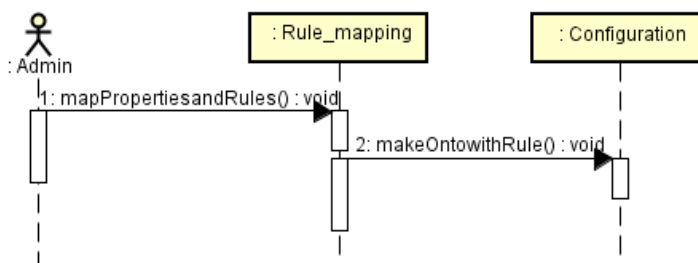 : Rule_mapping
: Configuration
: Admin
1: mapPropertiesandRules() : void
2: makeOntowithRule() : void